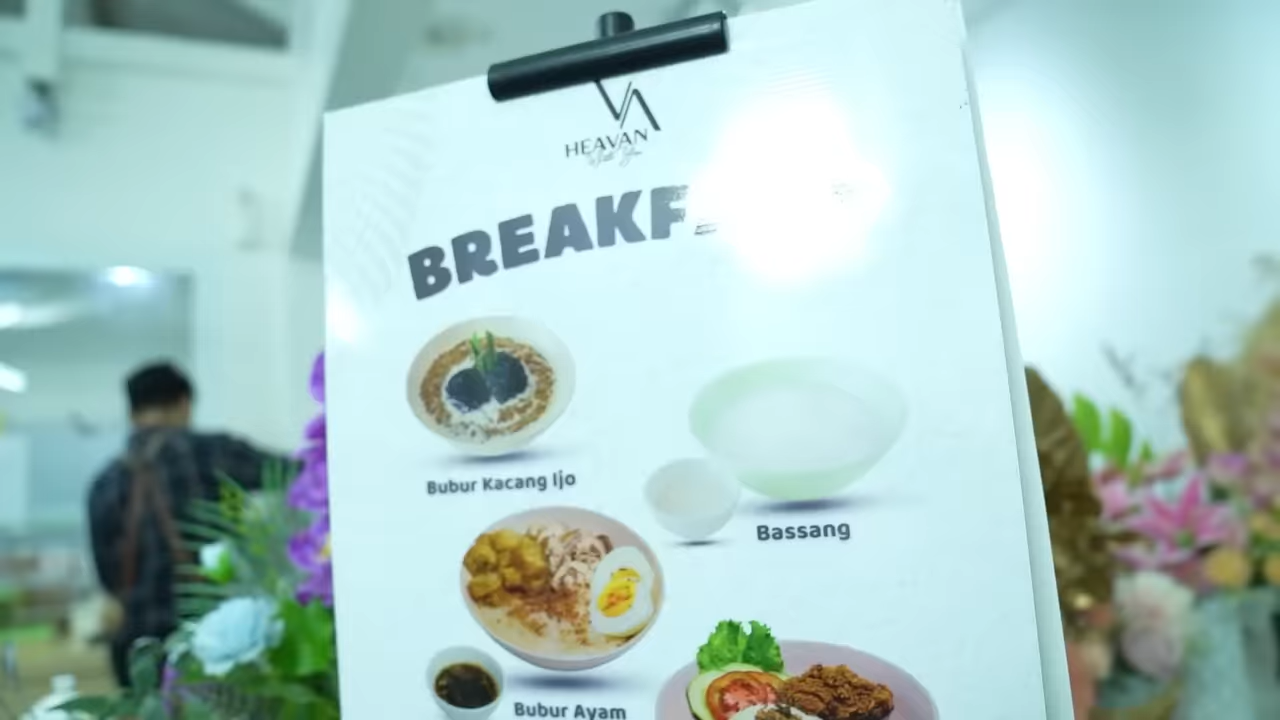 HEAVAN
BREAKF
Bubur Kacang Ijo
Bassang
Bubur Ayam